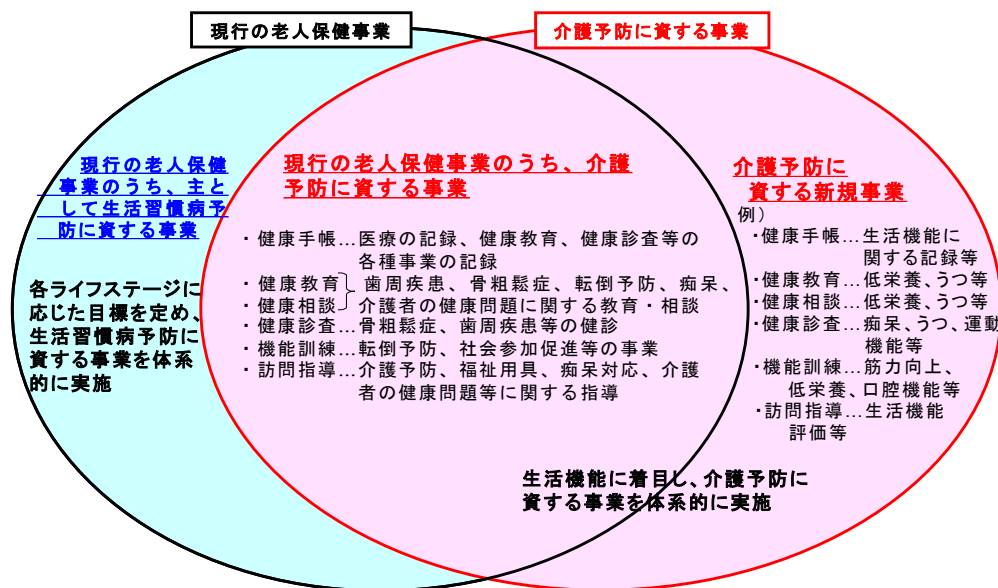 現行の老人保健事業
介護予防に資する事業
現行の老人保健
事業のうち、主と
して生活習慣病予
防に資する事業
各ライフステージに
応じた目標を定め、
生活習慣病予防に
資する事業を体系
的に実施
現行の老人保健事業のうち、介護
予防に資する事業
・健康手帳…医療の記録、健康教育、健康診査等の
各種事業の記録
・健康教育 歯周疾患、骨粗鬆症、転倒予防、痴呆、
・健康相談 介護者の健康問題に関する教育・相談
・健康診査…骨粗鬆症、歯周疾患等の健診
・機能訓練…転倒予防、社会参加促進等の事業
・訪問指導…介護予防、福祉用具、痴呆対応、介護
者の健康問題等に関する指導
介護予防に
資する新規事業
例）
・健康手帳…生活機能に
関する記録等
・健康教育…低栄養、うつ等
・健康相談…低栄養、うつ等
・健康診査…痴呆、うつ、運動
機能等
・機能訓練…筋力向上、
低栄養、口腔機能等
・訪問指導…生活機能
評価等
生活機能に着目し、介護予防に
資する事業を体系的に実施